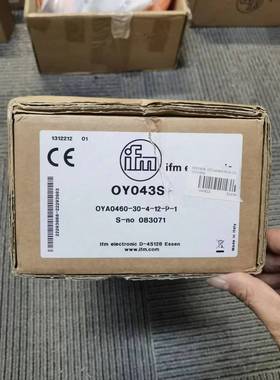 1312212 01
CE
ifm
ifm e
OY043S
OYA0460-30-4-12-P-1
S-no 083071
Made in Italy
ifm electronic D-45128 Essen
www.ifm.com